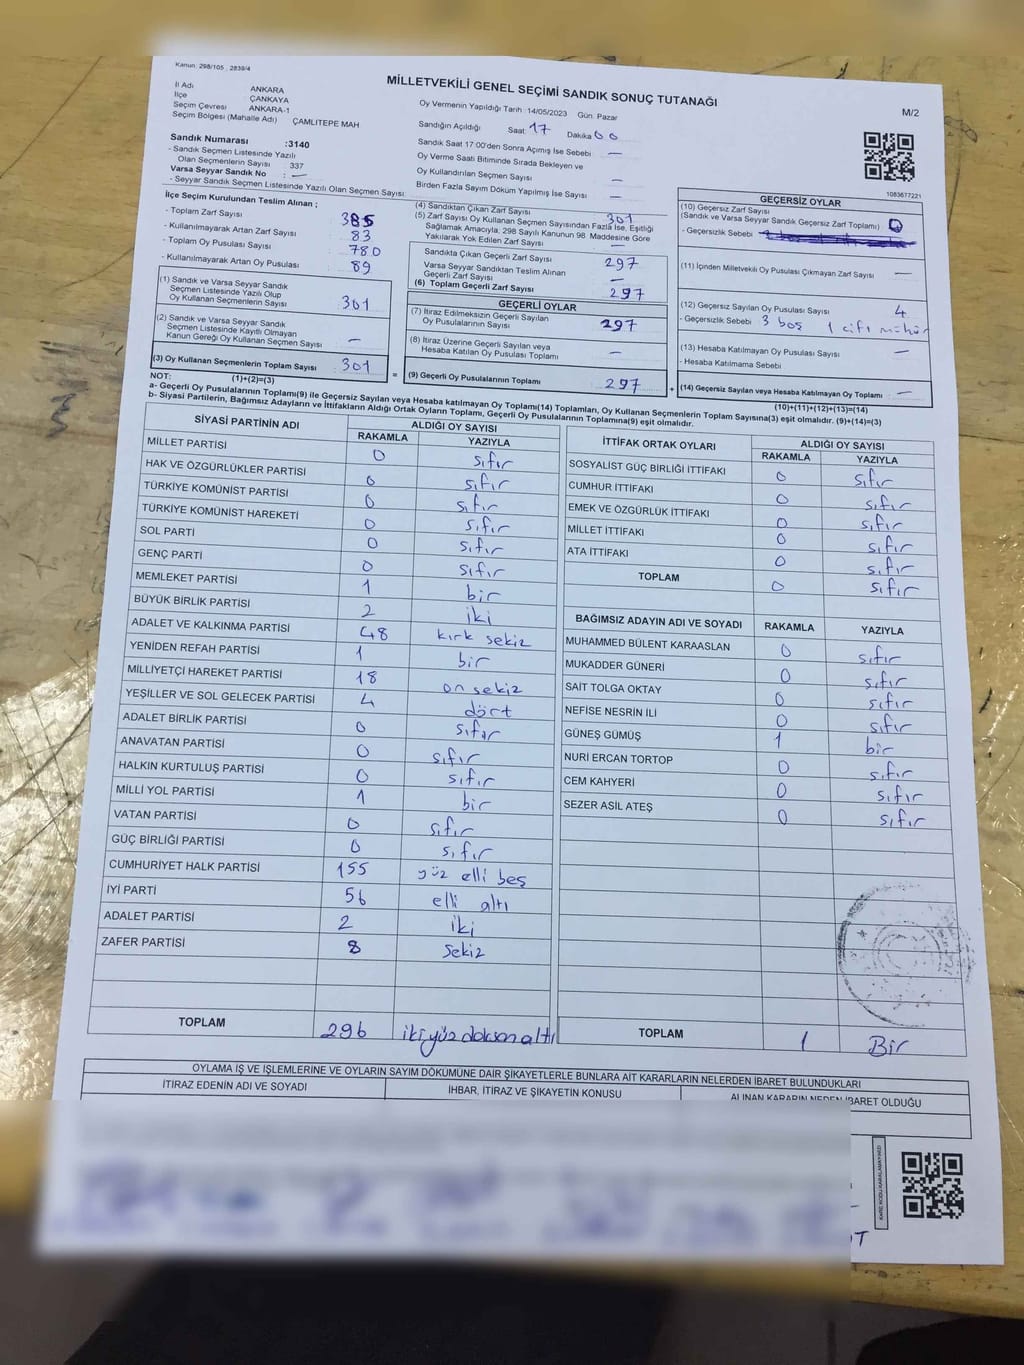 Kanun: 298/105 , 2839/4
MİLLETVEKİLİ GENEL SEÇİMİ SANDIK SONUÇ TUTANAĞI
M/2
İl Adı ANKARA
İlçe ÇANKAYA
Seçim Çevresi ANKARA-1
Seçim Bölgesi (Mahalle Adı) ÇAMLITEPE MAH
Oy Vermenin Yapıldığı Tarih : 14/05/2023 Gün: Pazar
Sandığın Açıldığı Saat: 17 Dakika 00
Sandık Saat 17:00'den Sonra Açımış İse Sebebi —
Oy Verme Saati Bitiminde Sırada Bekleyen ve
Oy Kullandırılan Seçmen Sayısı —
Birden Fazla Sayım Döküm Yapılmış İse Sayısı —
Sandık Numarası :3140
- Sandık Seçmen Listesinde Yazılı
Olan Seçmenlerin Sayısı : 337
Varsa Seyyar Sandık No : —
- Seyyar Sandık Seçmen Listesinde Yazılı Olan Seçmen Sayısı:
1083677221
İlçe Seçim Kurulundan Teslim Alınan ;
- Toplam Zarf Sayısı 385
- Kullanılmayarak Artan Zarf Sayısı 83
- Toplam Oy Pusulası Sayısı 780
- Kullanılmayarak Artan Oy Pusulası 89
(1) Sandık ve Varsa Seyyar Sandık
Seçmen Listesinde Yazılı Olup
Oy Kullanan Seçmenlerin Sayısı 301
(2) Sandık ve Varsa Seyyar Sandık
Seçmen Listesinde Kayıtlı Olmayan
Kanun Gereği Oy Kullanan Seçmen Sayısı —
(3) Oy Kullanan Seçmenlerin Toplam Sayısı 301
(1)+(2)=(3)
(4) Sandıktan Çıkan Zarf Sayısı 301
(5) Zarf Sayısı Oy Kullanan Seçmen Sayısından Fazla İse, Eşitliği
Sağlamak Amacıyla, 298 Sayılı Kanunun 98. Maddesine Göre
Yakılarak Yok Edilen Zarf Sayısı
Sandıkta Çıkan Geçerli Zarf Sayısı 297
Varsa Seyyar Sandıktan Teslim Alınan
Geçerli Zarf Sayısı —
(6) Toplam Geçerli Zarf Sayısı 297
GEÇERLİ OYLAR
(7) İtiraz Edilmeksizin Geçerli Sayılan
Oy Pusulalarının Sayısı 297
(8) İtiraz Üzerine Geçerli Sayılan veya
Hesaba Katılan Oy Pusulası Toplamı —
= (9) Geçerli Oy Pusulalarının Toplamı 297 +
GEÇERSİZ OYLAR
(10) Geçersiz Zarf Sayısı
(Sandık ve Varsa Seyyar Sandık Geçersiz Zarf Toplamı)
- Geçersizlik Sebebi
(11) İçinden Milletvekili Oy Pusulası Çıkmayan Zarf Sayısı —
(12) Geçersiz Sayılan Oy Pusulası Sayısı 4
- Geçersizlik Sebebi 3 boş 1 çift mühür
(13) Hesaba Katılmayan Oy Pusulası Sayısı —
- Hesaba Katılmama Sebebi
(14) Geçersiz Sayılan veya Hesaba Katılmayan Oy Toplamı —
(10)+(11)+(12)+(13)=(14)
NOT:
a- Geçerli Oy Pusulalarının Toplamı(9) ile Geçersiz Sayılan veya Hesaba Katılmayan Oy Toplamı(14) Toplamları, Oy Kullanan Seçmenlerin Toplam Sayısına(3) eşit olmalıdır. (9)+(14)=(3)
b- Siyasi Partilerin, Bağımsız Adayların ve İttifakların Aldığı Ortak Oyların Toplamı, Geçerli Oy Pusulalarının Toplamına(9) eşit olmalıdır.
SİYASİ PARTİNİN ADI ALDIĞI OY SAYISI
RAKAMLA YAZIYLA
MİLLET PARTİSİ 0 sıfır
HAK VE ÖZGÜRLÜKLER PARTİSİ 0 sıfır
TÜRKİYE KOMÜNİST PARTİSİ 0 sıfır
TÜRKİYE KOMÜNİST HAREKETİ 0 sıfır
SOL PARTİ 0 sıfır
GENÇ PARTİ 0 sıfır
MEMLEKET PARTİSİ 1 bir
BÜYÜK BİRLİK PARTİSİ 2 iki
ADALET VE KALKINMA PARTİSİ 48 kırk sekiz
YENİDEN REFAH PARTİSİ 1 bir
MİLLİYETÇİ HAREKET PARTİSİ 18 on sekiz
YEŞİLLER VE SOL GELECEK PARTİSİ 4 dört
ADALET BİRLİK PARTİSİ 0 sıfır
ANAVATAN PARTİSİ 0 sıfır
HALKIN KURTULUŞ PARTİSİ 0 sıfır
MİLLİ YOL PARTİSİ 1 bir
VATAN PARTİSİ 0 sıfır
GÜÇ BİRLİĞİ PARTİSİ 0 sıfır
CUMHURİYET HALK PARTİSİ 155 yüz elli beş
İYİ PARTİ 56 elli altı
ADALET PARTİSİ 2 iki
ZAFER PARTİSİ 8 sekiz
TOPLAM 296 ikiyüzdoksanaltı
İTTİFAK ORTAK OYLARI ALDIĞI OY SAYISI
RAKAMLA YAZIYLA
SOSYALİST GÜÇ BİRLİĞİ İTTİFAKI 0 sıfır
CUMHUR İTTİFAKI 0 sıfır
EMEK VE ÖZGÜRLÜK İTTİFAKI 0 sıfır
MİLLET İTTİFAKI 0 sıfır
ATA İTTİFAKI 0 sıfır
TOPLAM 0 sıfır
BAĞIMSIZ ADAYIN ADI VE SOYADI RAKAMLA YAZIYLA
MUHAMMED BÜLENT KARAASLAN 0 sıfır
MUKADDER GÜNERİ 0 sıfır
SAİT TOLGA OKTAY 0 sıfır
NEFİSE NESRİN İLİ 0 sıfır
GÜNEŞ GÜMÜŞ 1 bir
NURİ ERCAN TORTOP 0 sıfır
CEM KAHYERİ 0 sıfır
SEZER ASIL ATEŞ 0 sıfır
TOPLAM 1 Bir
OYLAMA İŞ VE İŞLEMLERİNE VE OYLARIN SAYIM DÖKÜMÜNE DAİR ŞİKAYETLERLE BUNLARA AİT KARARLARIN NELERDEN İBARET BULUNDUKLARI
İTİRAZ EDENİN ADI VE SOYADI İHBAR, İTİRAZ VE ŞİKAYETİN KONUSU ALINAN KARARIN NEDEN İBARET OLDUĞU